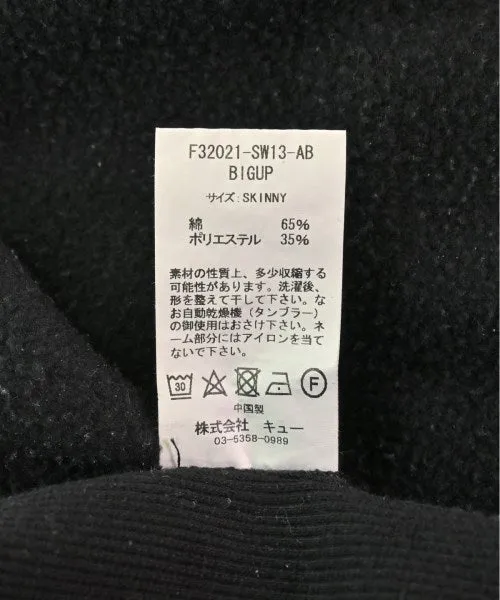 F32021-SW13-AB
BIGUP
サイズ:SKINNY
綿 65%
ポリエステル 35%
素材の性質上、多少収縮する
可能性があります。洗濯後、
形を整えて干して下さい。な
お自動乾燥機(タンブラー)
の御使用はおさけ下さい。ネ
ーム部分にはアイロンを当て
ないで下さい。
30 F
中国製
株式会社 キュー
03-5358-0989